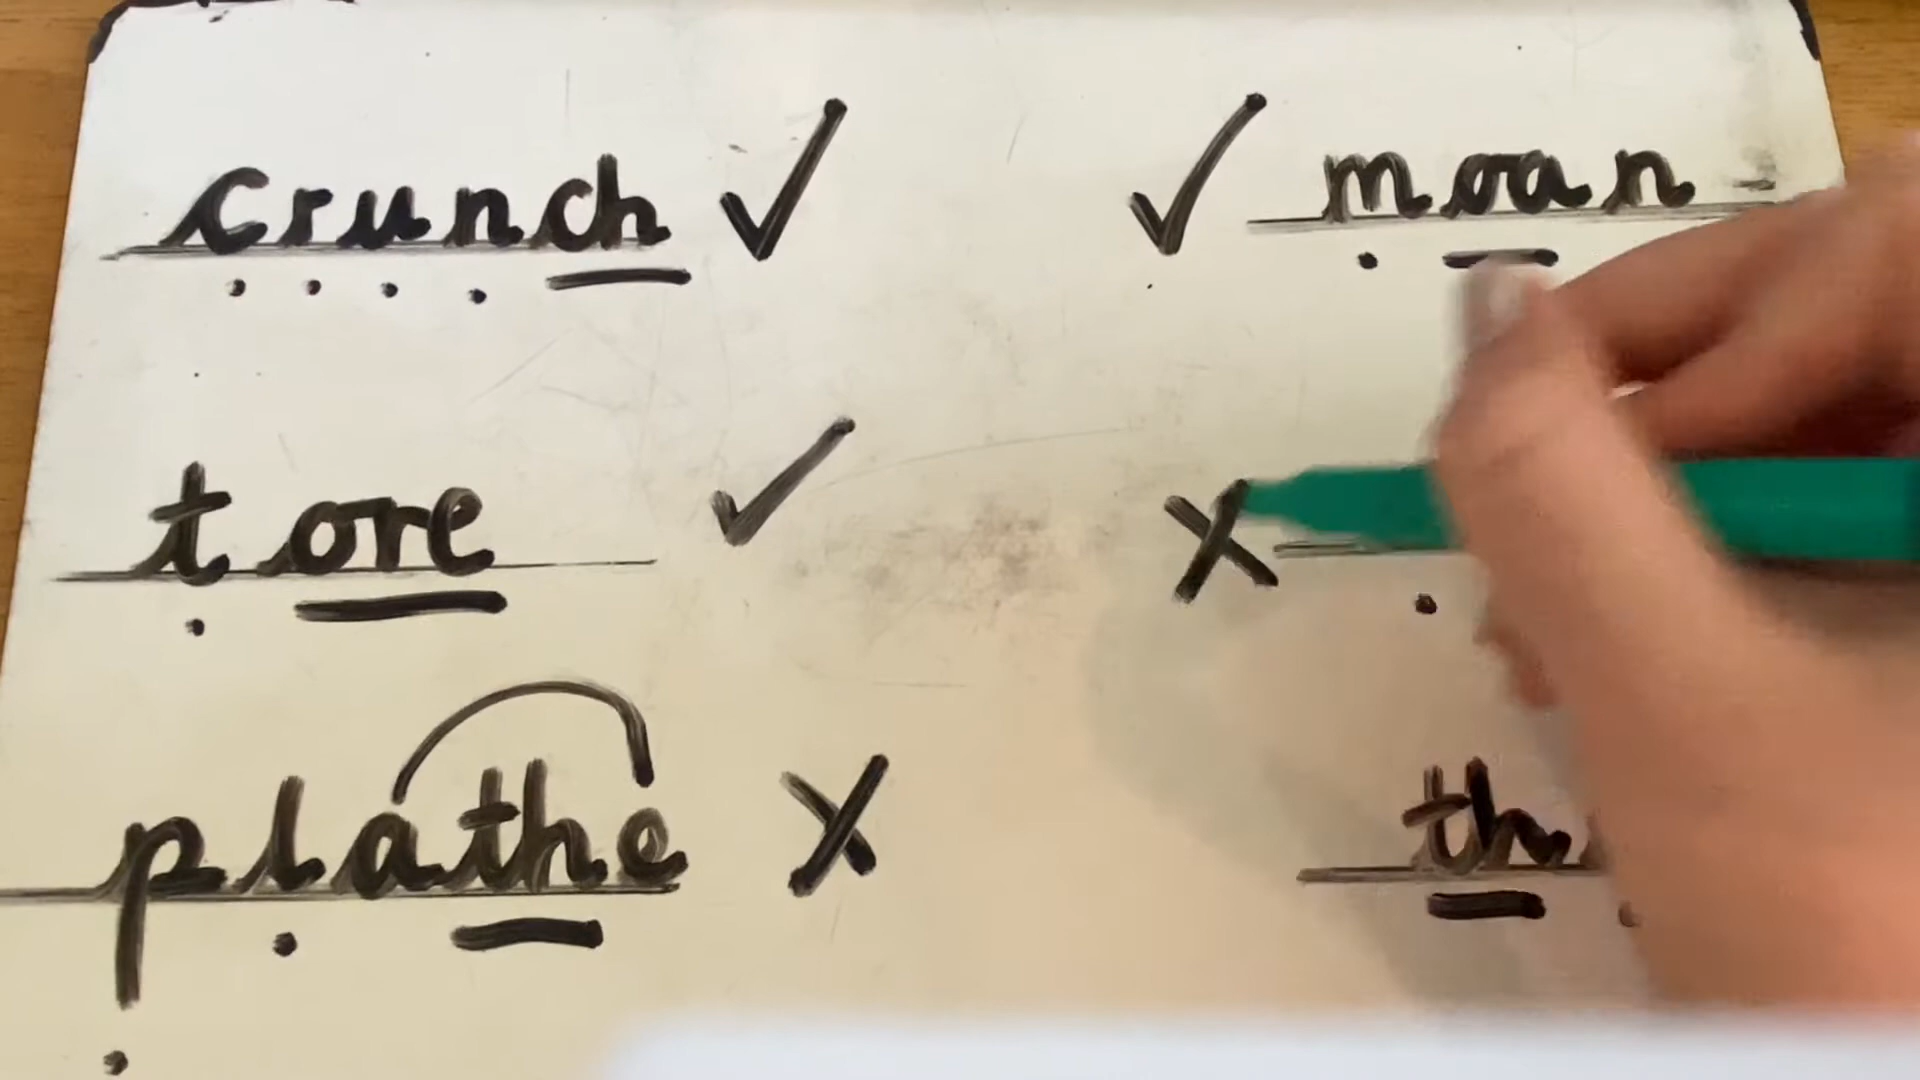 crunch ✓ ✓ moan
tore ✓ X
plathe X